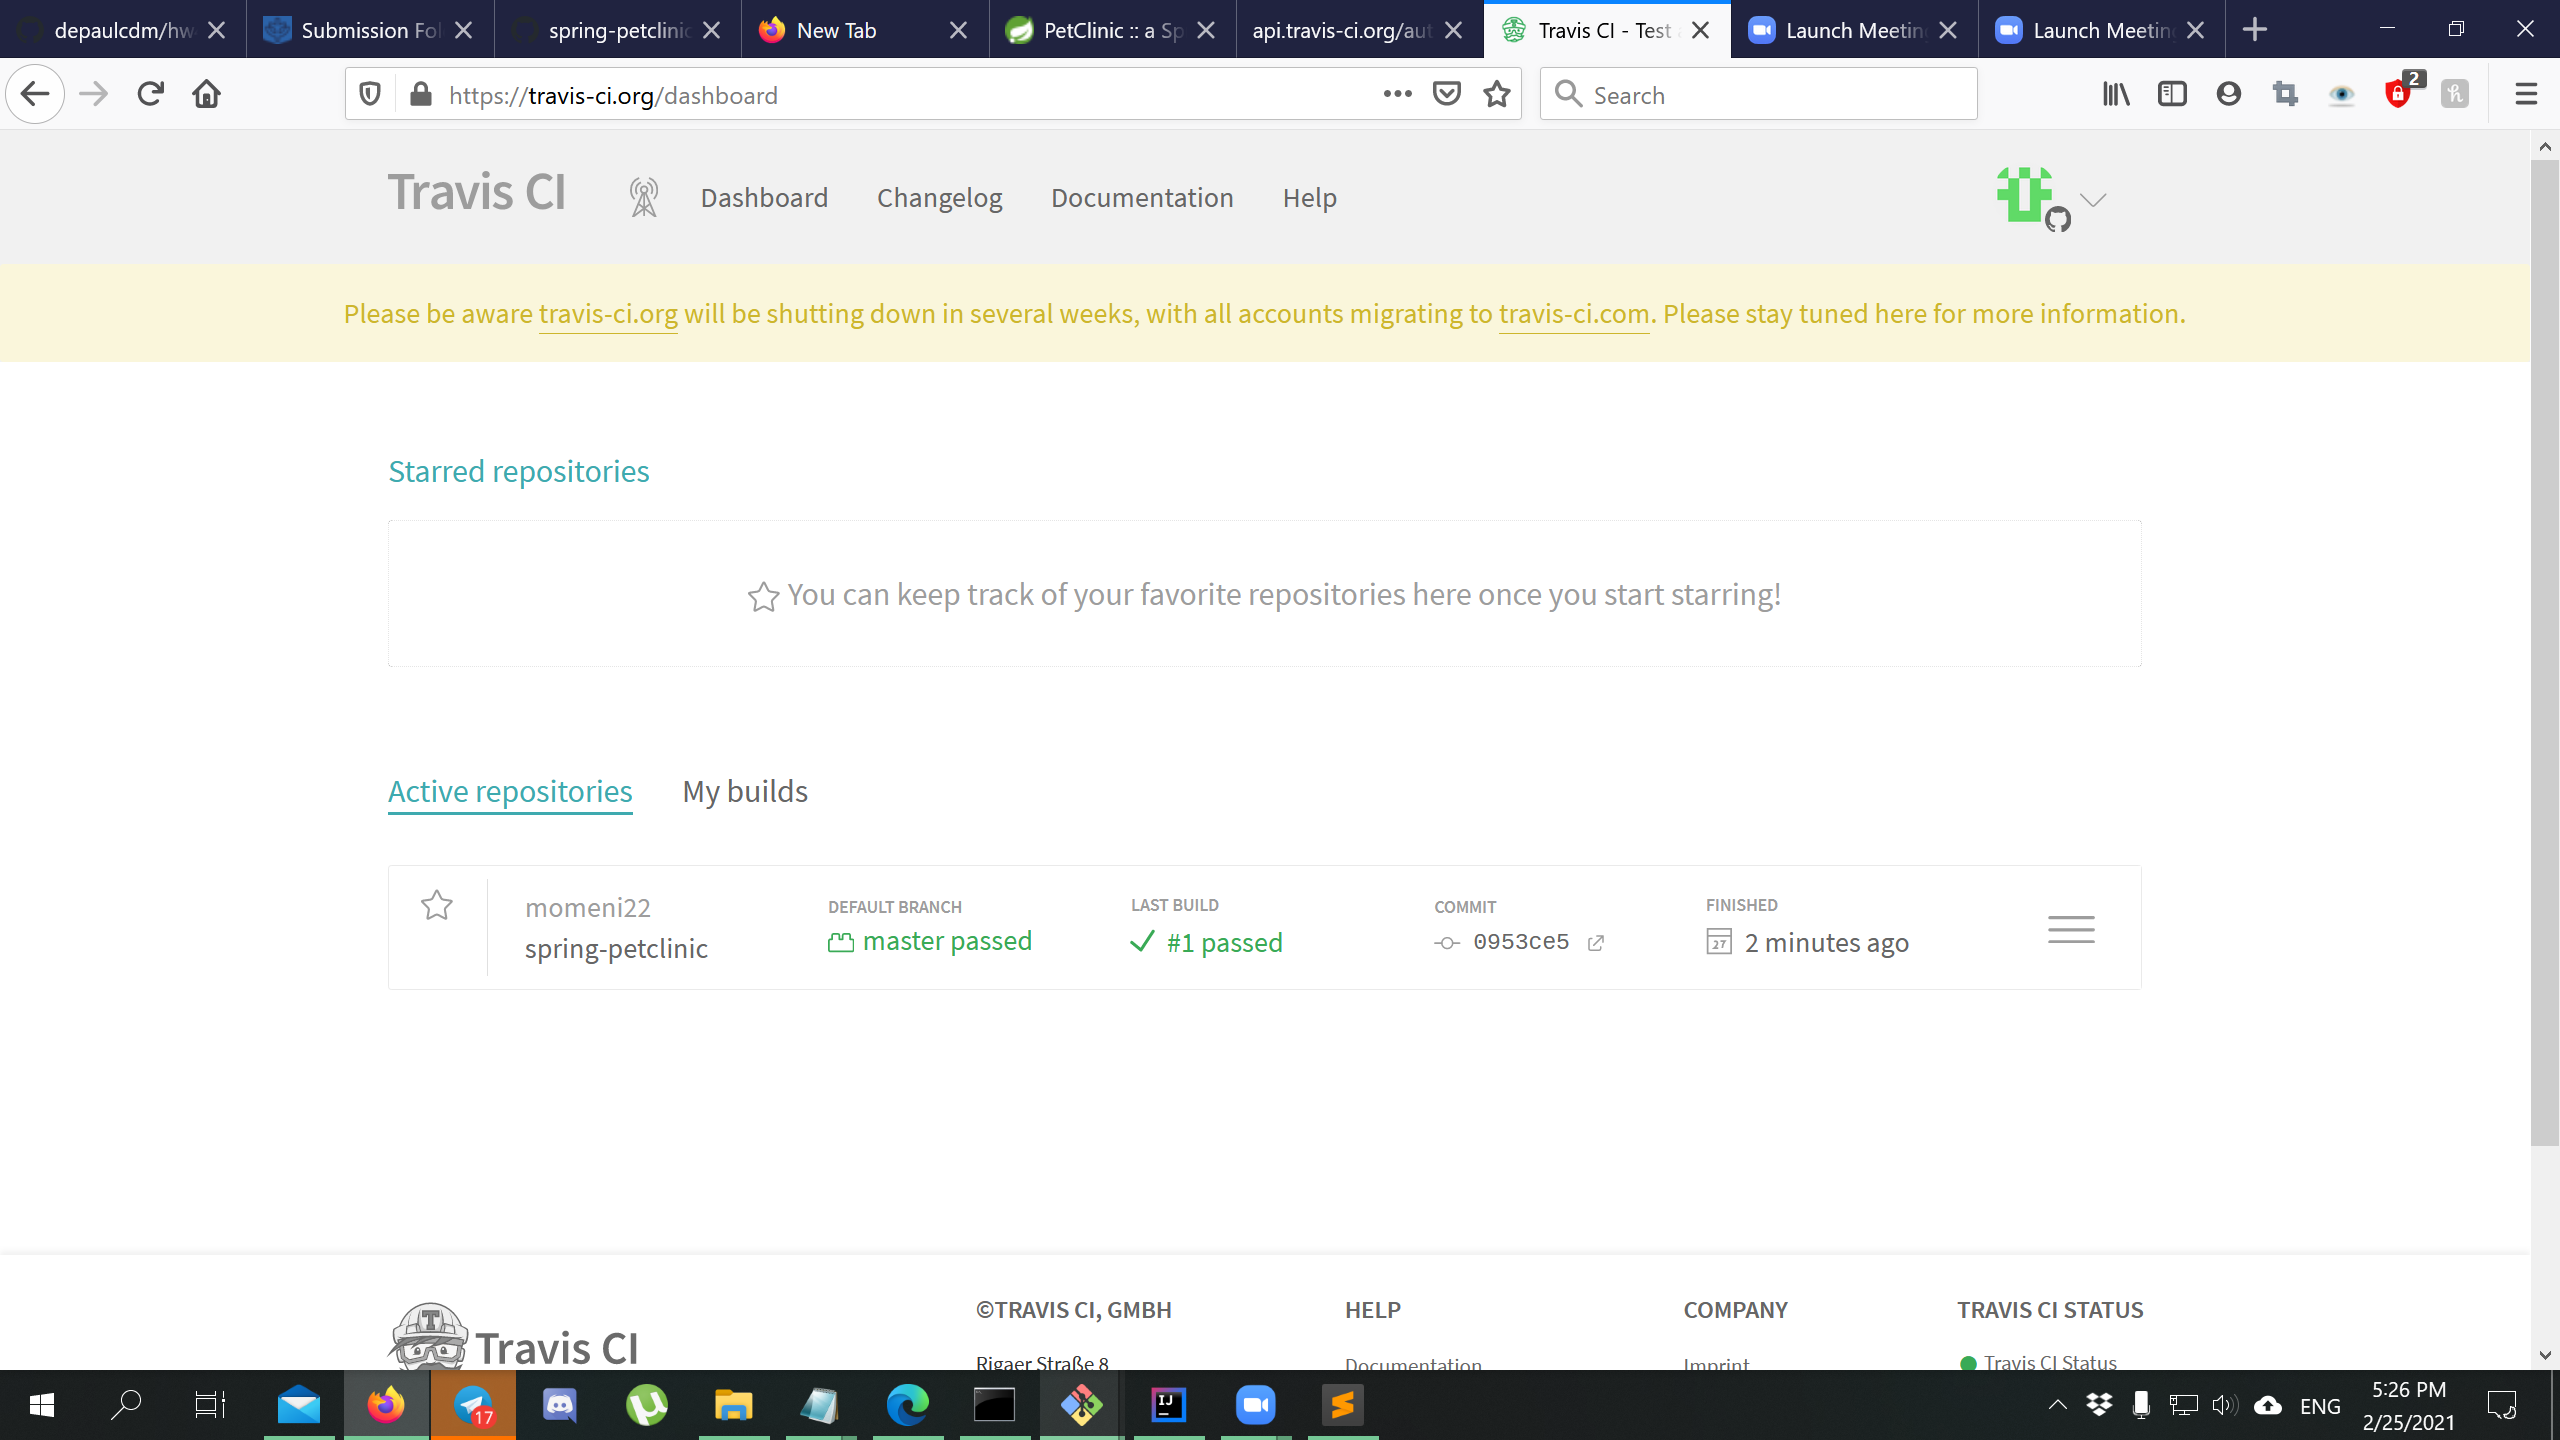 depaulcdm/hw
Submission Fol
spring-petclinic
New Tab
PetClinic :: a Sp
api.travis-ci.org/aut
Travis CI - Test
Launch Meeting
Launch Meeting
https://travis-ci.org/dashboard
Search
2
Travis CI
Dashboard
Changelog
Documentation
Help
Please be aware travis-ci.org will be shutting down in several weeks, with all accounts migrating to travis-ci.com. Please stay tuned here for more information.
Starred repositories
You can keep track of your favorite repositories here once you start starring!
Active repositories
My builds
momeni22
spring-petclinic
DEFAULT BRANCH
master passed
LAST BUILD
#1 passed
COMMIT
0953ce5
FINISHED
27
2 minutes ago
Travis CI
©TRAVIS CI, GMBH
Rigaer Straße 8
HELP
Documentation
COMPANY
Imprint
TRAVIS CI STATUS
Travis CI Status
17
IJ
ENG
5:26 PM
2/25/2021